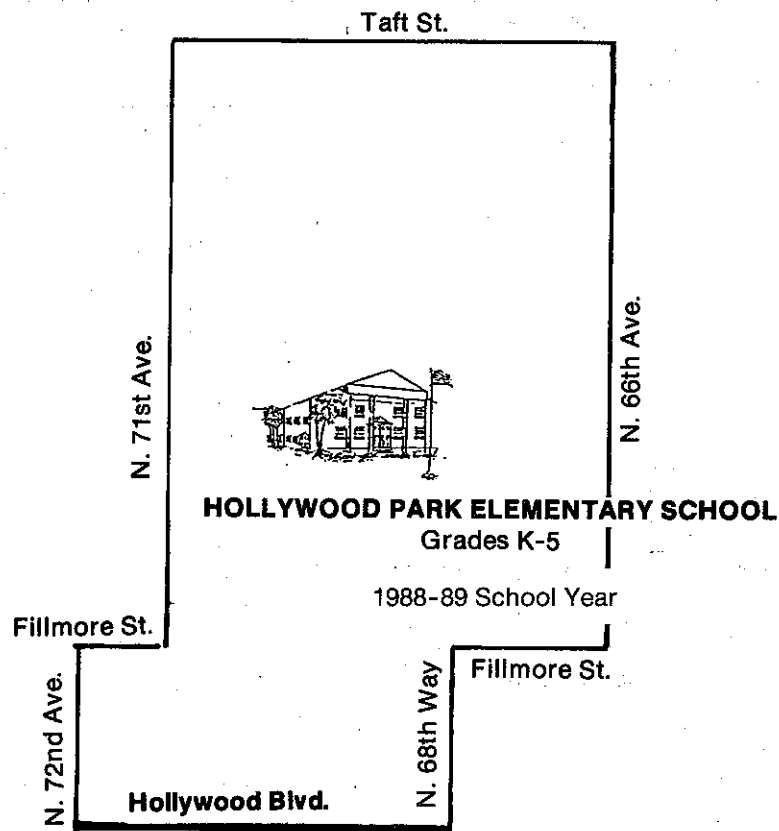 Taft St.
N. 71st Ave.
N. 66th Ave.
HOLLYWOOD PARK ELEMENTARY SCHOOL
Grades K-5
1988-89 School Year
Fillmore St.
Fillmore St.
N. 72nd Ave.
N. 68th Way
Hollywood Blvd.